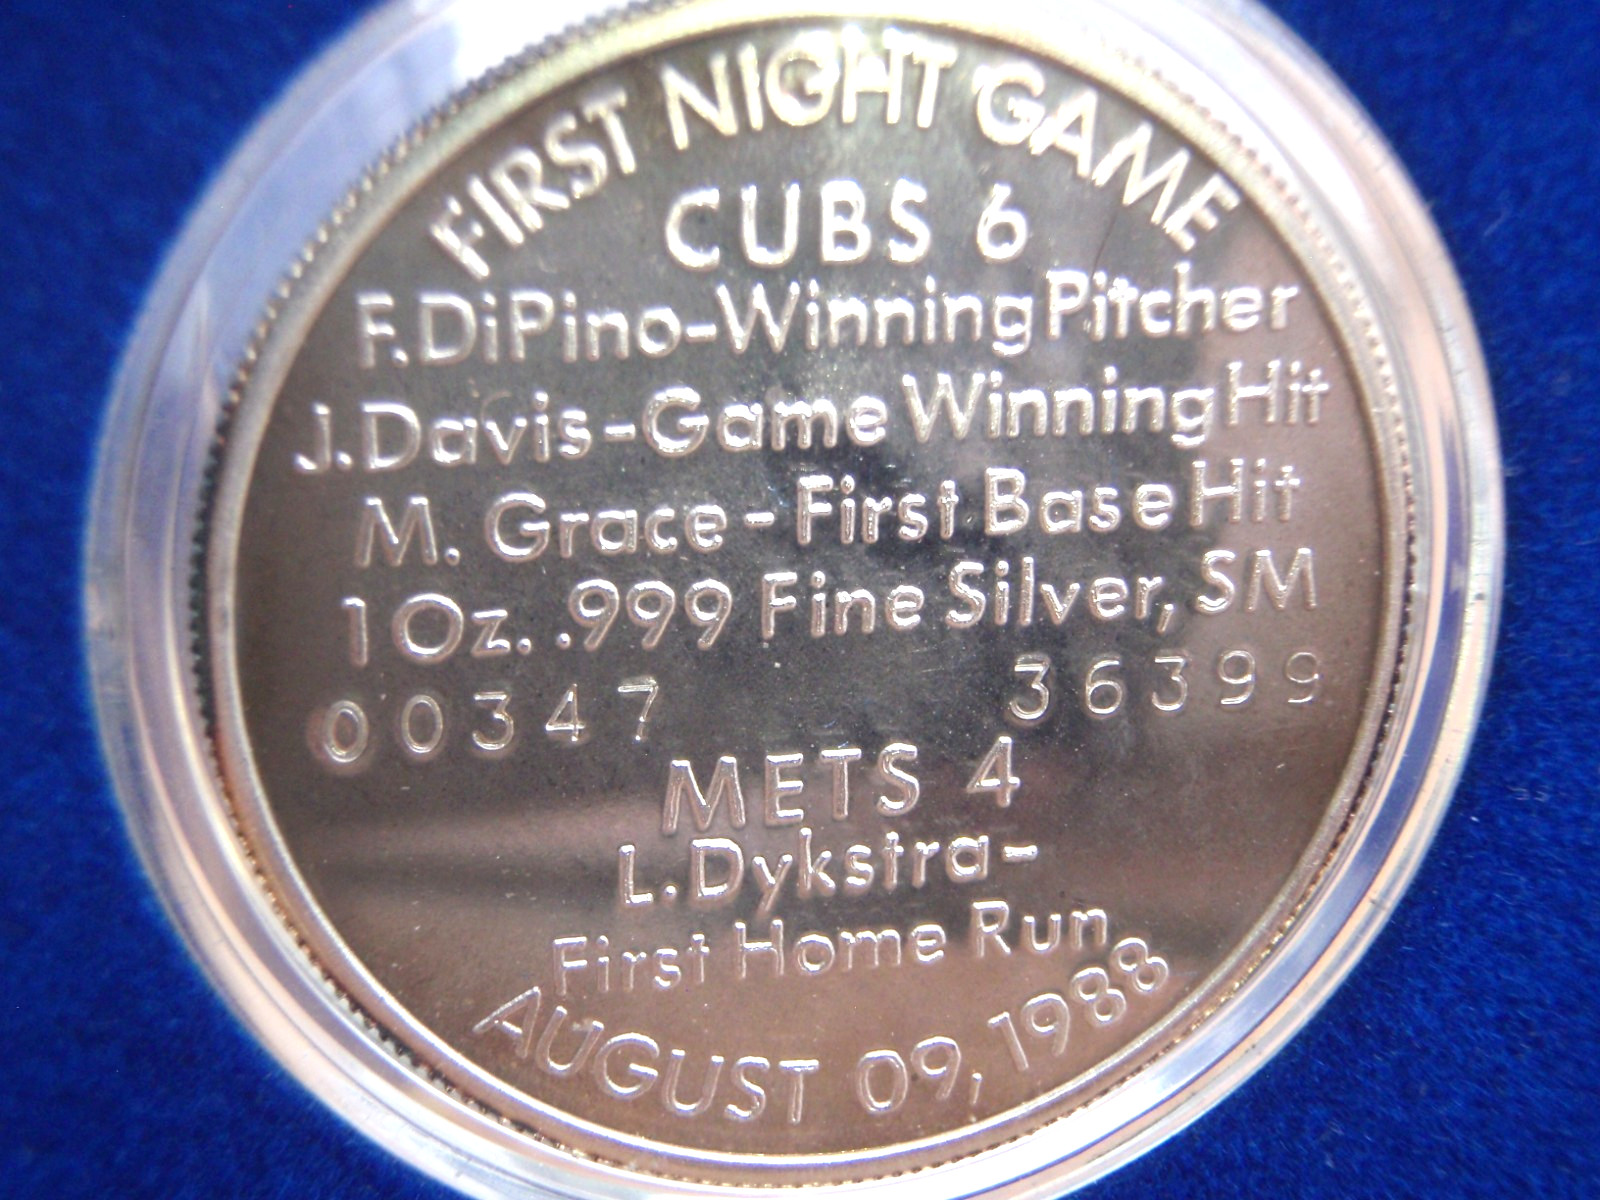 FIRST NIGHT GAME
CUBS 6
F. DiPino-Winning Pitcher
J. Davis-Game Winning Hit
M. Grace-First Base Hit
1 Oz. .999 Fine Silver, SM
00347 36399
METS 4
L. Dykstra-
First Home Run
AUGUST 09, 1988